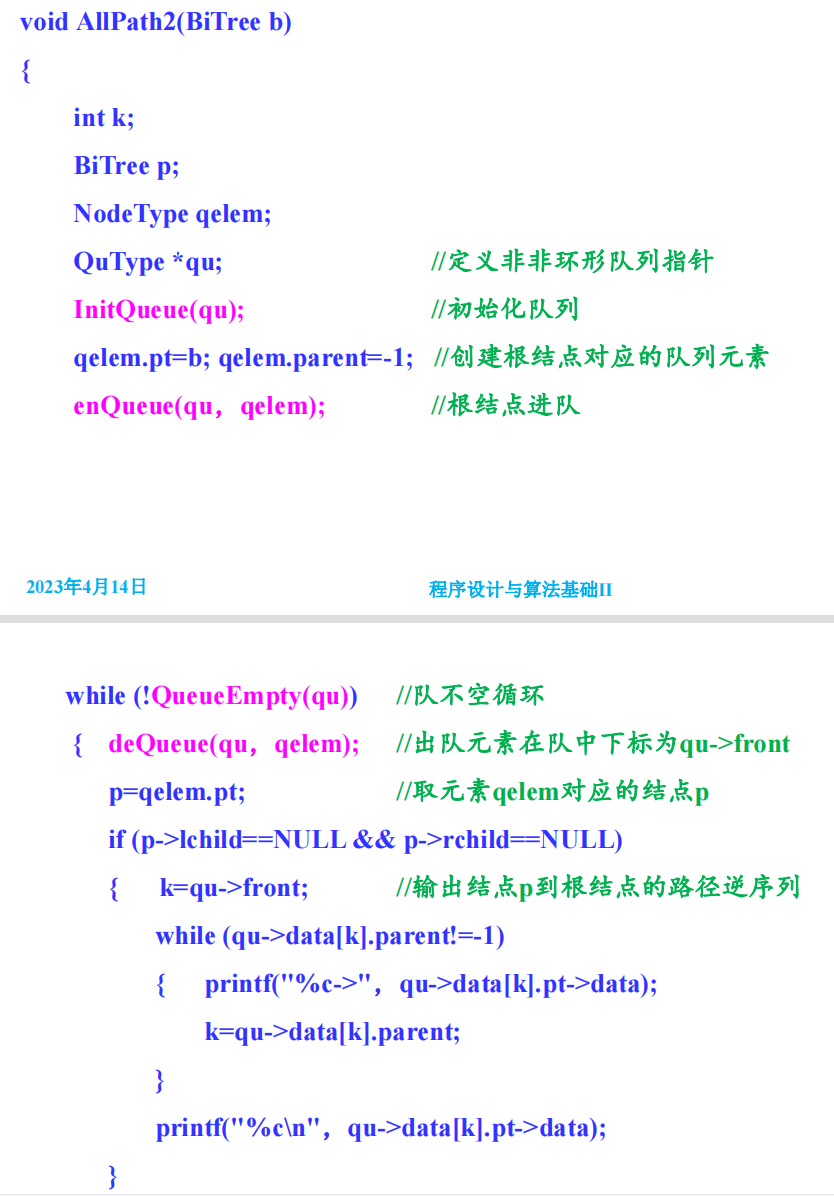 void AllPath2(BiTree b)
{
int k;
BiTree p;
NodeType qelem;
QuType *qu; //定义非非环形队列指针
InitQueue(qu); //初始化队列
qelem.pt=b; qelem.parent=-1; //创建根结点对应的队列元素
enQueue(qu，qelem); //根结点进队
2023年4月14日 程序设计与算法基础II
while (!QueueEmpty(qu)) //队不空循环
{ deQueue(qu，qelem); //出队元素在队中下标为qu->front
p=qelem.pt; //取元素qelem对应的结点p
if (p->lchild==NULL && p->rchild==NULL)
{ k=qu->front; //输出结点p到根结点的路径逆序列
while (qu->data[k].parent!=-1)
{ printf("%c->"，qu->data[k].pt->data);
k=qu->data[k].parent;
}
printf("%c\n"，qu->data[k].pt->data);
}